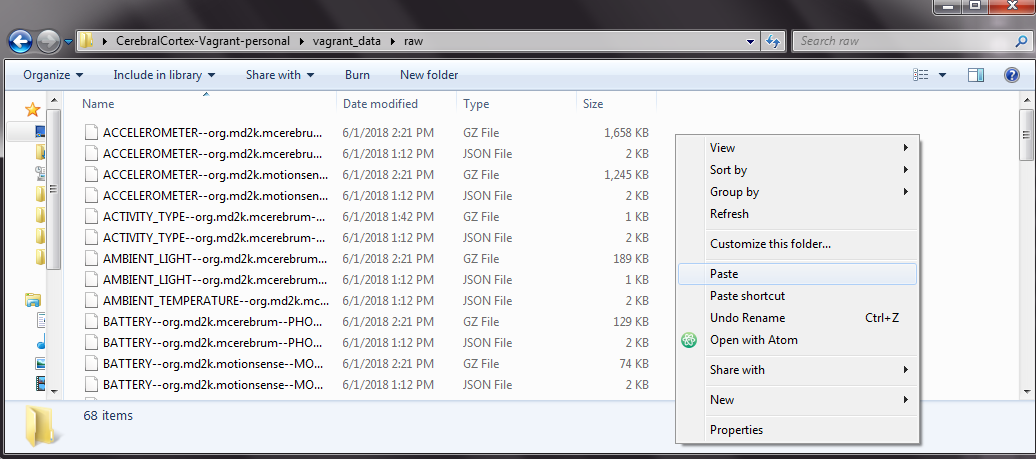 CerebralCortex-Vagrant-personal vagrant_data raw Search raw
Organize Include in library Share with Burn New folder
Name Date modified Type Size
ACCELEROMETER--org.md2k.mcerebru... 6/1/2018 2:21 PM GZ File 1,658 KB
ACCELEROMETER--org.md2k.mcerebru... 6/1/2018 1:12 PM JSON File 2 KB
ACCELEROMETER--org.md2k.motionsen... 6/1/2018 2:21 PM GZ File 1,245 KB
ACCELEROMETER--org.md2k.motionsen... 6/1/2018 1:12 PM JSON File 2 KB
ACTIVITY_TYPE--org.md2k.mcerebrum-... 6/1/2018 1:42 PM GZ File 1 KB
ACTIVITY_TYPE--org.md2k.mcerebrum-... 6/1/2018 1:12 PM JSON File 2 KB
AMBIENT_LIGHT--org.md2k.mcerebrum... 6/1/2018 2:21 PM GZ File 189 KB
AMBIENT_LIGHT--org.md2k.mcerebrum... 6/1/2018 1:12 PM JSON File 1 KB
AMBIENT_TEMPERATURE--org.md2k.mc... 6/1/2018 1:12 PM JSON File 2 KB
BATTERY--org.md2k.mcerebrum--PHO... 6/1/2018 2:21 PM GZ File 129 KB
BATTERY--org.md2k.mcerebrum--PHO... 6/1/2018 1:12 PM JSON File 2 KB
BATTERY--org.md2k.motionsense--MO... 6/1/2018 2:21 PM GZ File 74 KB
BATTERY--org.md2k.motionsense--MO... 6/1/2018 1:12 PM JSON File 2 KB
68 items
View
Sort by
Group by
Refresh
Customize this folder...
Paste
Paste shortcut
Undo Rename Ctrl+Z
Open with Atom
Share with
New
Properties